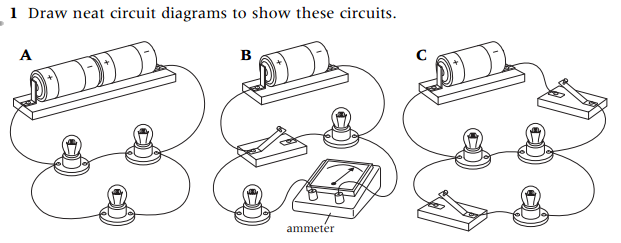 1 Draw neat circuit diagrams to show these circuits.
A
B
C
+ - + -
+ -
+ -
ammeter